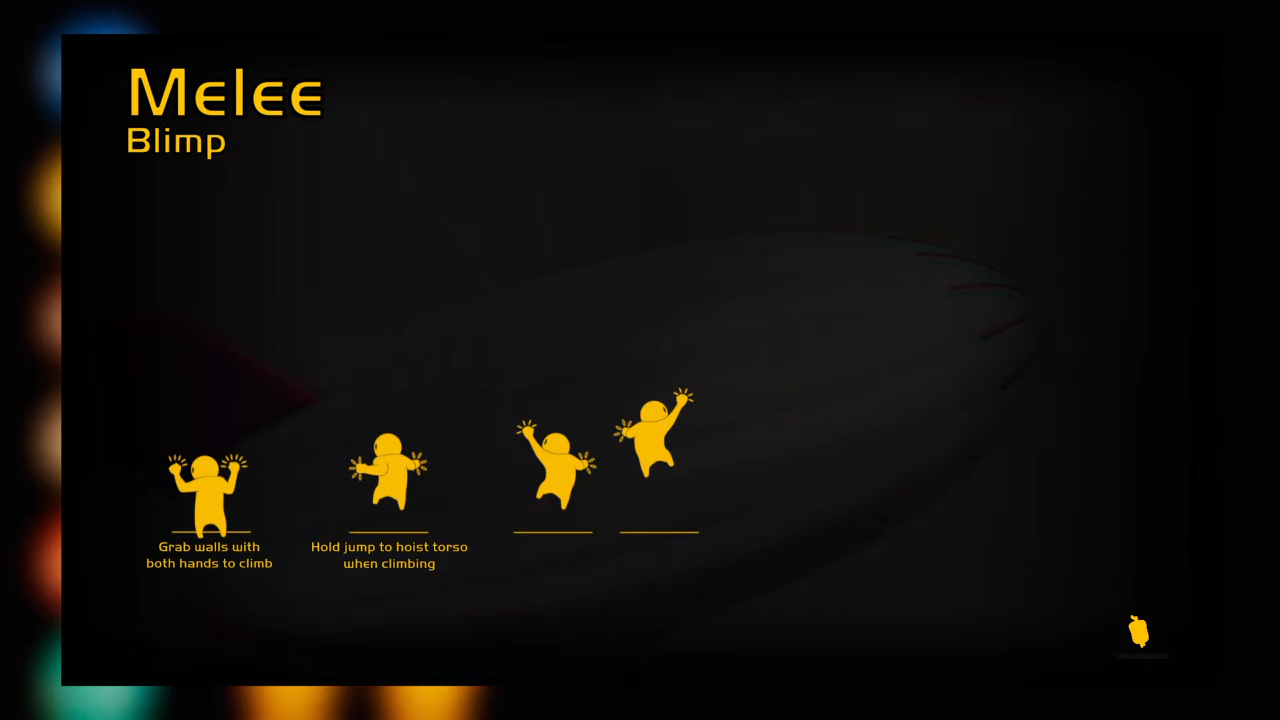 Melee
Blimp
Grab walls with
both hands to climb
Hold jump to hoist torso
when climbing